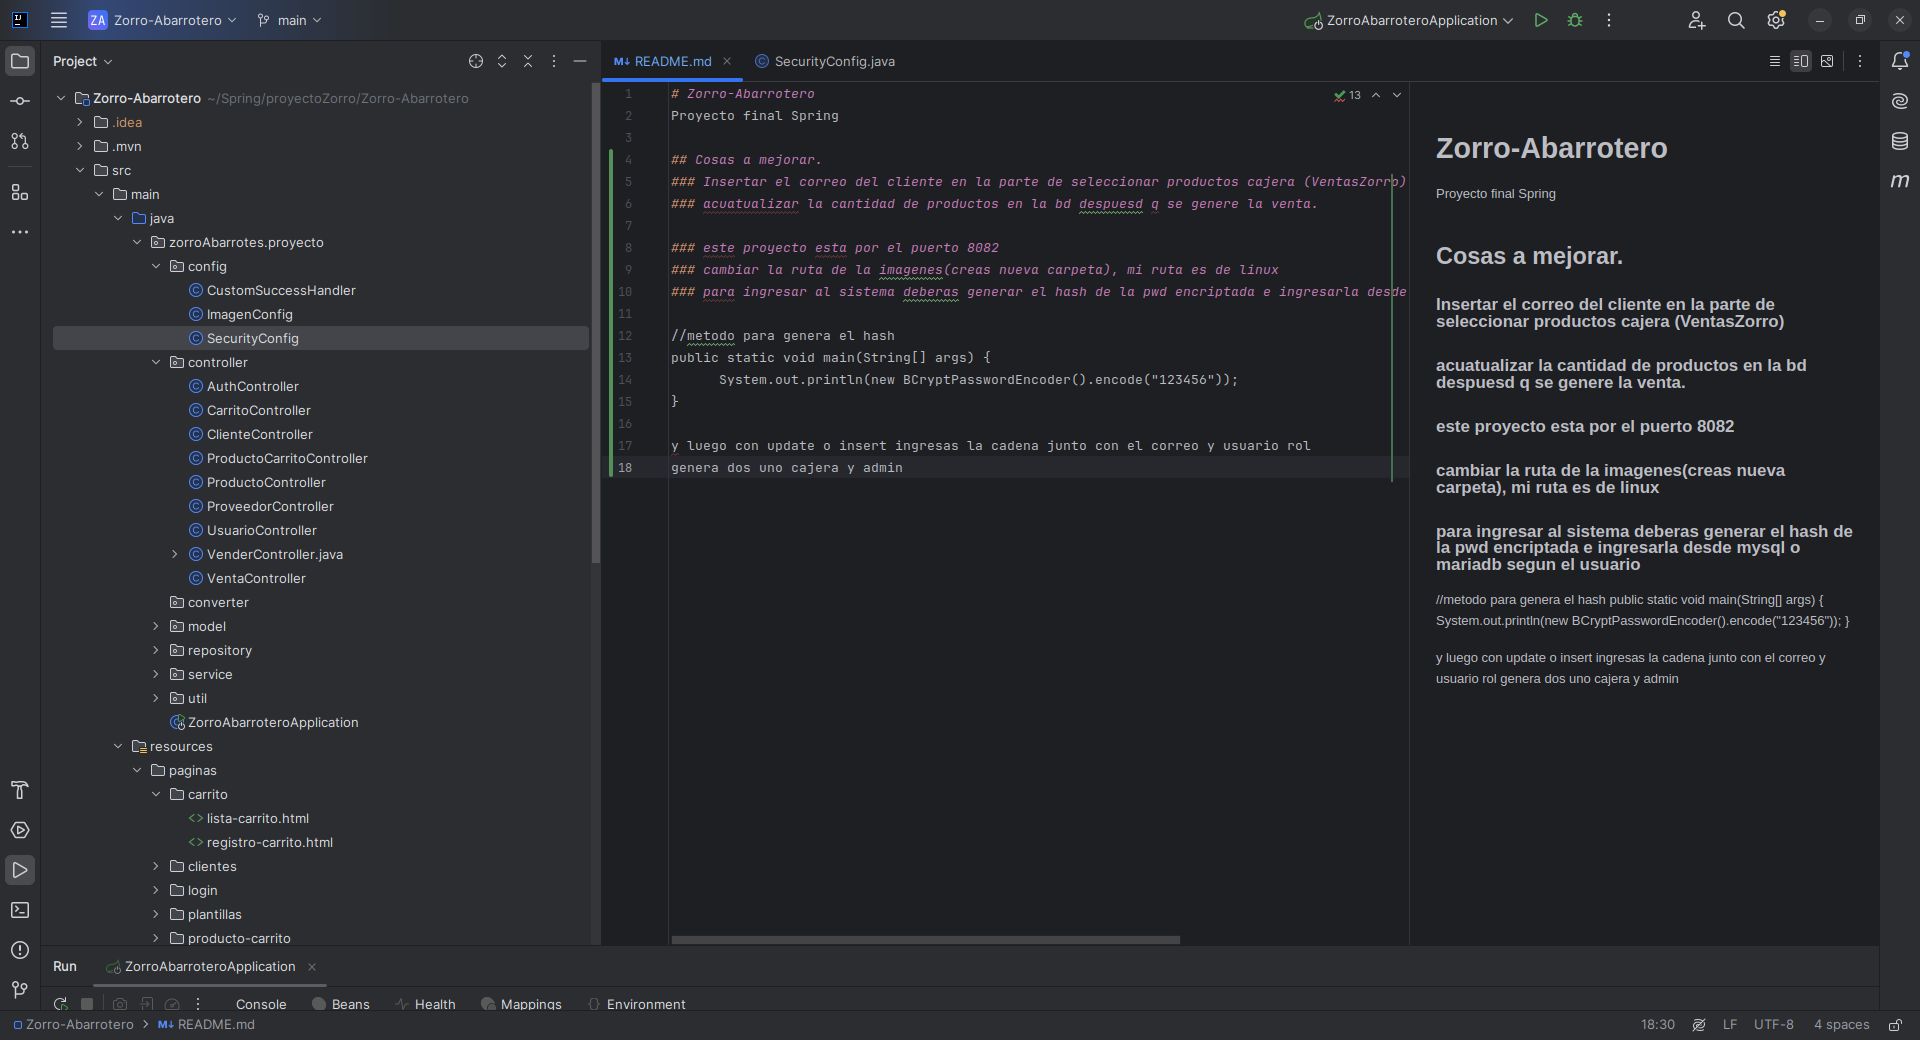 ZA Zorro-Abarrotero main ZorroAbarroteroApplication
Project
Zorro-Abarrotero ~/Spring/proyectoZorro/Zorro-Abarrotero
.idea
.mvn
src
main
java
zorroAbarrotes.proyecto
config
CustomSuccessHandler
ImagenConfig
SecurityConfig
controller
AuthController
CarritoController
ClienteController
ProductoCarritoController
ProductoController
ProveedorController
UsuarioController
VenderController.java
VentaController
converter
model
repository
service
util
ZorroAbarroteroApplication
resources
paginas
carrito
lista-carrito.html
registro-carrito.html
clientes
login
plantillas
producto-carrito
README.md SecurityConfig.java
13
1 # Zorro-Abarrotero
2 Proyecto final Spring
3
4 ## Cosas a mejorar.
5 ### Insertar el correo del cliente en la parte de seleccionar productos cajera (VentasZorro)
6 ### acuatualizar la cantidad de productos en la bd despuesd q se genere la venta.
7
8 ### este proyecto esta por el puerto 8082
9 ### cambiar la ruta de la imagenes(creas nueva carpeta), mi ruta es de linux
10 ### para ingresar al sistema deberas generar el hash de la pwd encriptada e ingresarla desde
11
12 //metodo para genera el hash
13 public static void main(String[] args) {
14 System.out.println(new BCryptPasswordEncoder().encode("123456"));
15 }
16
17 y luego con update o insert ingresas la cadena junto con el correo y usuario rol
18 genera dos uno cajera y admin
Zorro-Abarrotero
Proyecto final Spring
Cosas a mejorar.
Insertar el correo del cliente en la parte de
seleccionar productos cajera (VentasZorro)
acuatualizar la cantidad de productos en la bd
despuesd q se genere la venta.
este proyecto esta por el puerto 8082
cambiar la ruta de la imagenes(creas nueva
carpeta), mi ruta es de linux
para ingresar al sistema deberas generar el hash de
la pwd encriptada e ingresarla desde mysql o
mariadb segun el usuario
//metodo para genera el hash public static void main(String[] args) {
System.out.println(new BCryptPasswordEncoder().encode("123456")); }
y luego con update o insert ingresas la cadena junto con el correo y
usuario rol genera dos uno cajera y admin
Run ZorroAbarroteroApplication
Console Beans Health Mappings Environment
Zorro-Abarrotero > README.md 18:30 LF UTF-8 4 spaces